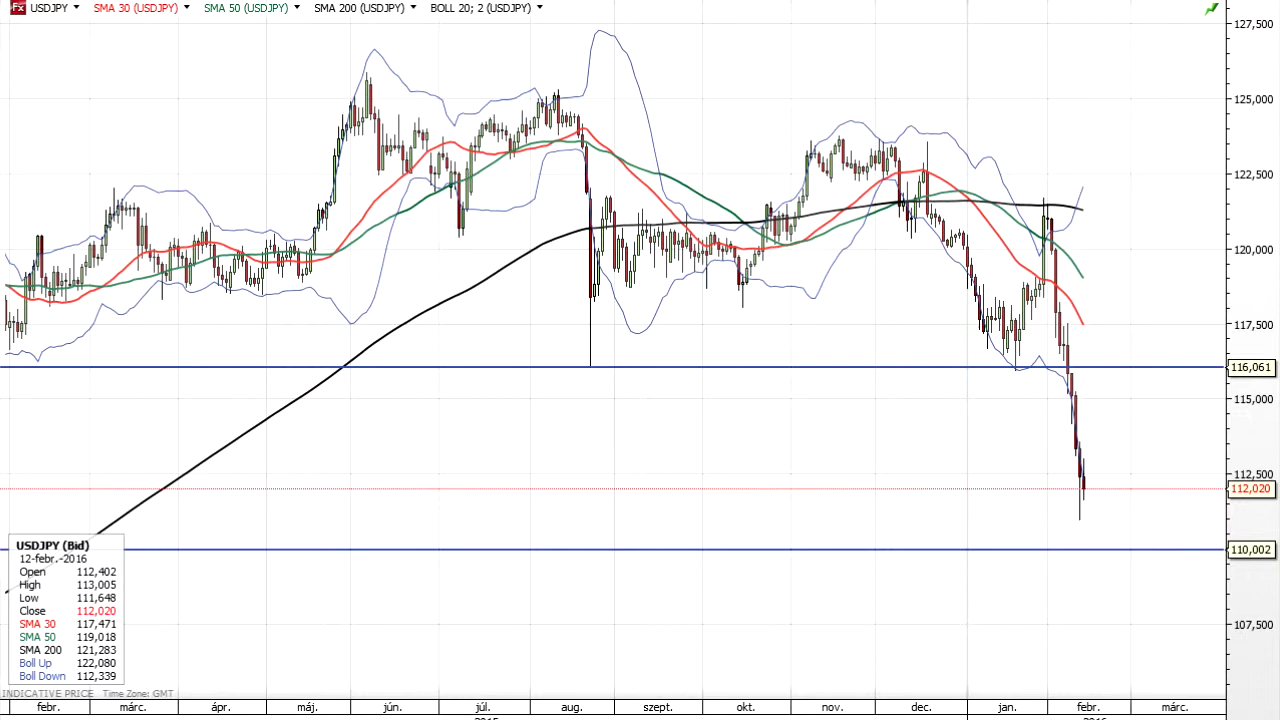 Fx USDJPY SMA 30 (USDJPY) SMA 50 (USDJPY) SMA 200 (USDJPY) BOLL 20; 2 (USDJPY)
127,500
125,000
122,500
120,000
117,500
116,061
115,000
112,500
112,020
110,002
107,500
USDJPY (Bid)
12-febr.-2016
Open 112,402
High 113,005
Low 111,648
Close 112,020
SMA 30 117,471
SMA 50 119,018
SMA 200 121,283
Boll Up 122,080
Boll Down 112,339
INDICATIVE PRICE Time Zone: GMT
febr. márc. ápr. máj. jún. júl. aug. szept. okt. nov. dec. jan. febr. márc.
2015 2016